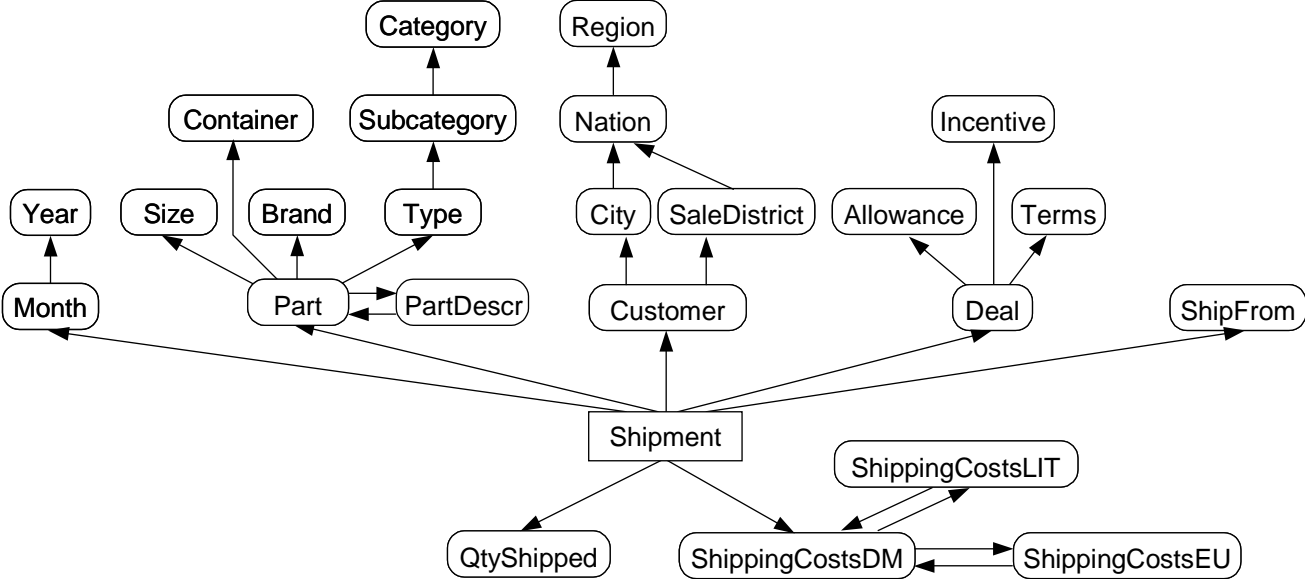 Category
Region
Container
Subcategory
Nation
Incentive
Year
Size
Brand
Type
City
SaleDistrict
Allowance
Terms
Month
Part
PartDescr
Customer
Deal
ShipFrom
Shipment
ShippingCostsLIT
QtyShipped
ShippingCostsDM
ShippingCostsEU